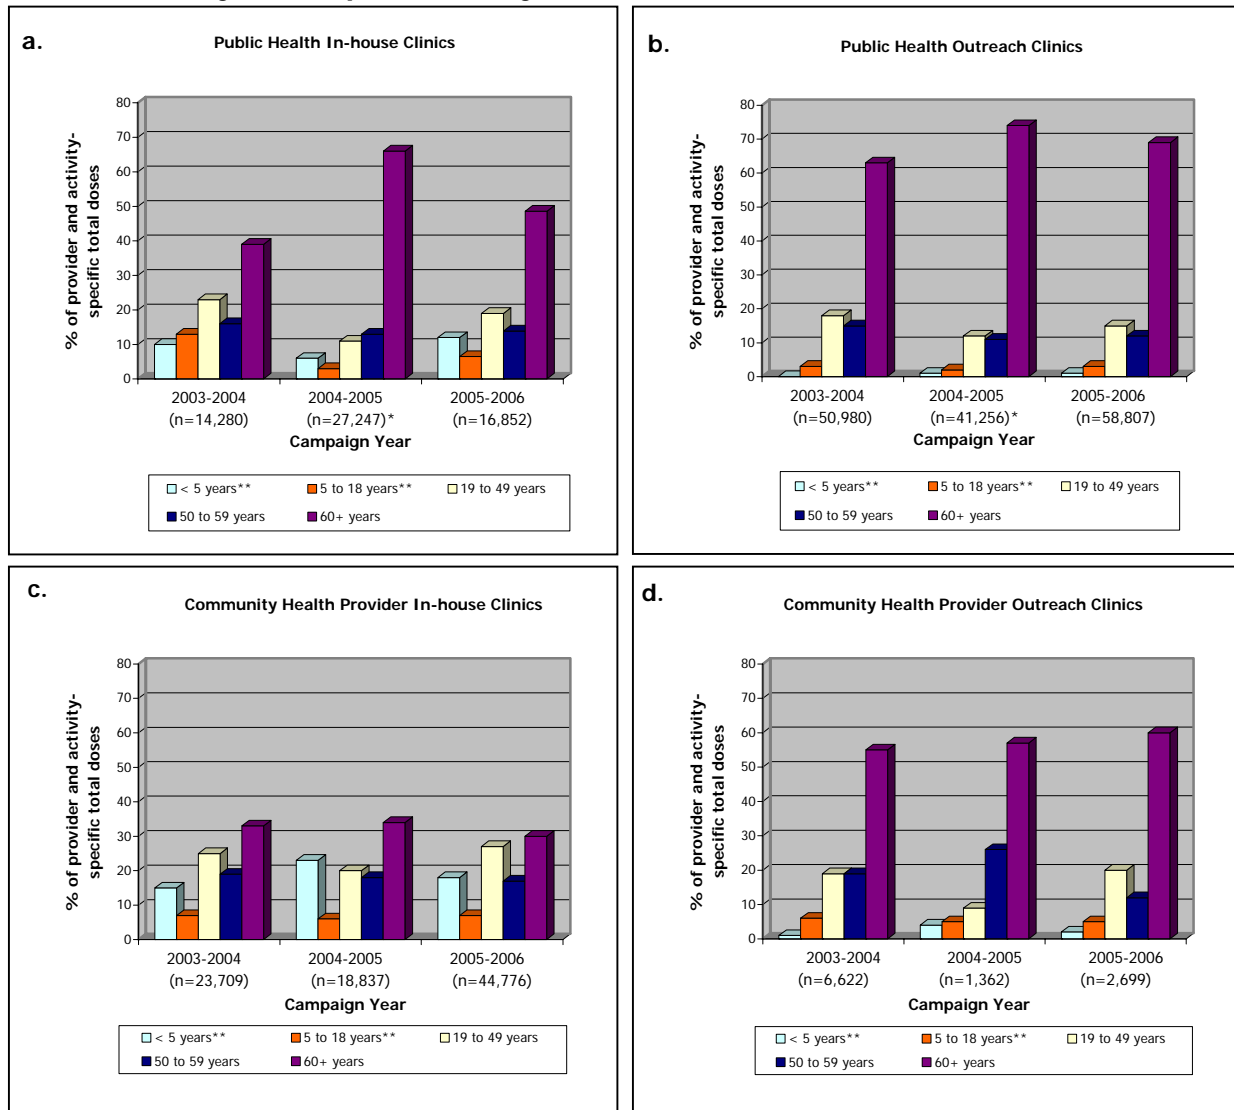 a.
Public Health In-house Clinics
% of provider and activity-
specific total doses
80
70
60
50
40
30
20
10
0
2003-2004
2004-2005
2005-2006
(n=14,280)
(n=27,247)*
(n=16,852)
Campaign Year
< 5 years**
5 to 18 years**
19 to 49 years
50 to 59 years
60+ years
b.
Public Health Outreach Clinics
% of provider and activity-
specific total doses
80
70
60
50
40
30
20
10
0
2003-2004
2004-2005
2005-2006
(n=50,980)
(n=41,256)*
(n=58,807)
Campaign Year
< 5 years**
5 to 18 years**
19 to 49 years
50 to 59 years
60+ years
c.
Community Health Provider In-house Clinics
% of provider and activity-
specific total doses
80
70
60
50
40
30
20
10
0
2003-2004
2004-2005
2005-2006
(n=23,709)
(n=18,837)
(n=44,776)
Campaign Year
< 5 years**
5 to 18 years**
19 to 49 years
50 to 59 years
60+ years
d.
Community Health Provider Outreach Clinics
% of provider and activity-
specific total doses
80
70
60
50
40
30
20
10
0
2003-2004
2004-2005
2005-2006
(n=6,622)
(n=1,362)
(n=2,699)
Campaign Year
< 5 years**
5 to 18 years**
19 to 49 years
50 to 59 years
60+ years